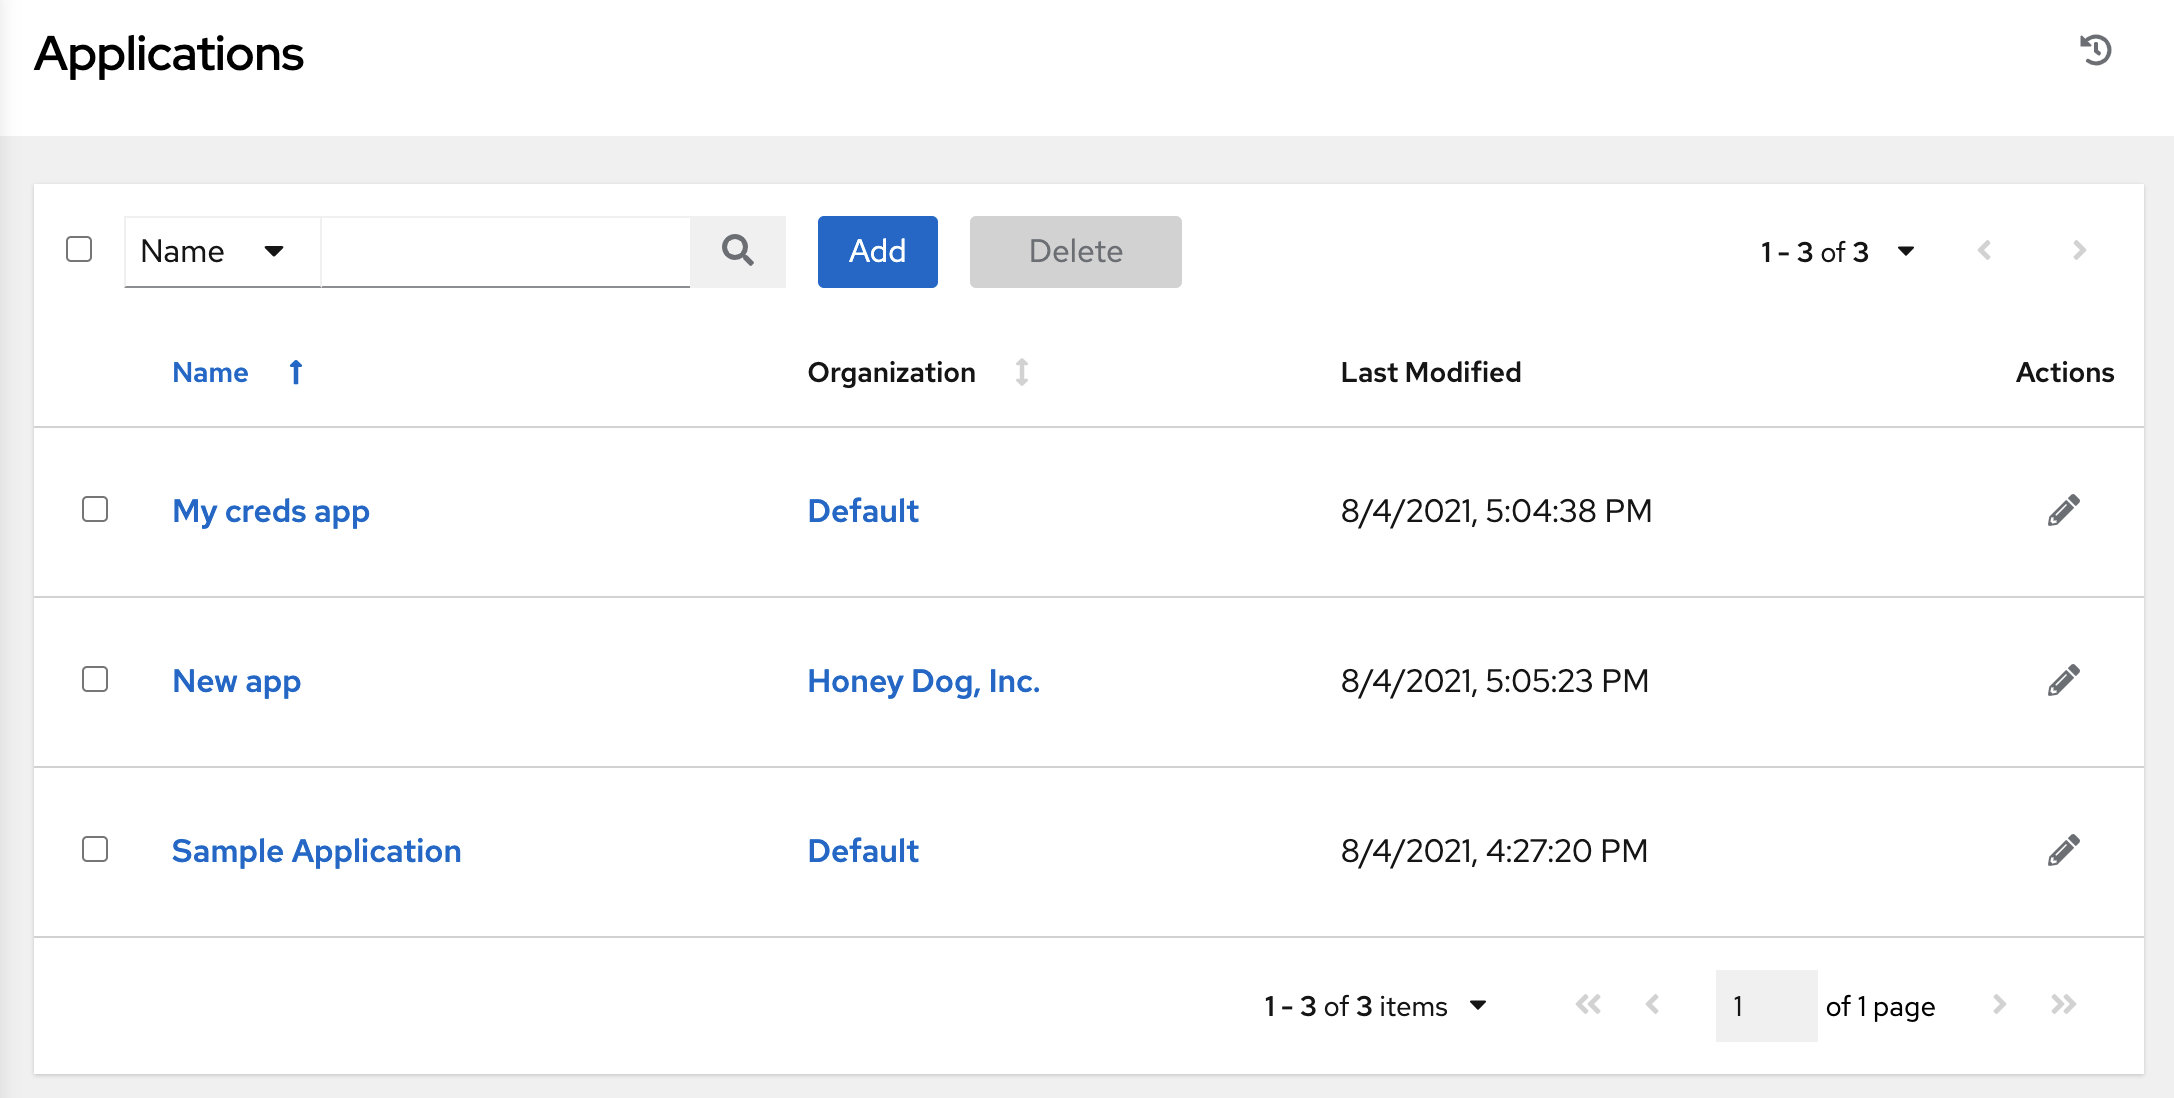 Applications
Name Add Delete 1 - 3 of 3
Name Organization Last Modified Actions
My creds app Default 8/4/2021, 5:04:38 PM
New app Honey Dog, Inc. 8/4/2021, 5:05:23 PM
Sample Application Default 8/4/2021, 4:27:20 PM
1 - 3 of 3 items 1 of 1 page